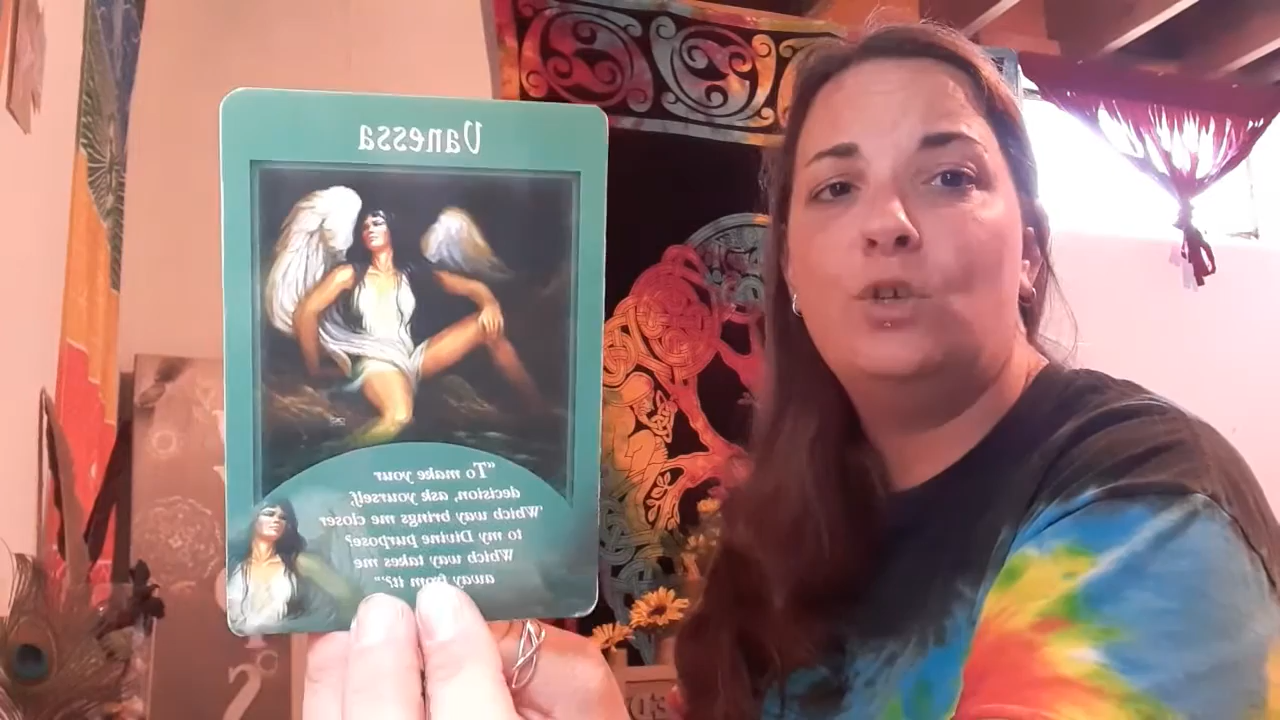 Vanessa
"To make your
decision, ask yourself,
'Which way brings me closer
to my Divine purpose?
Which way takes me
away from it?'"